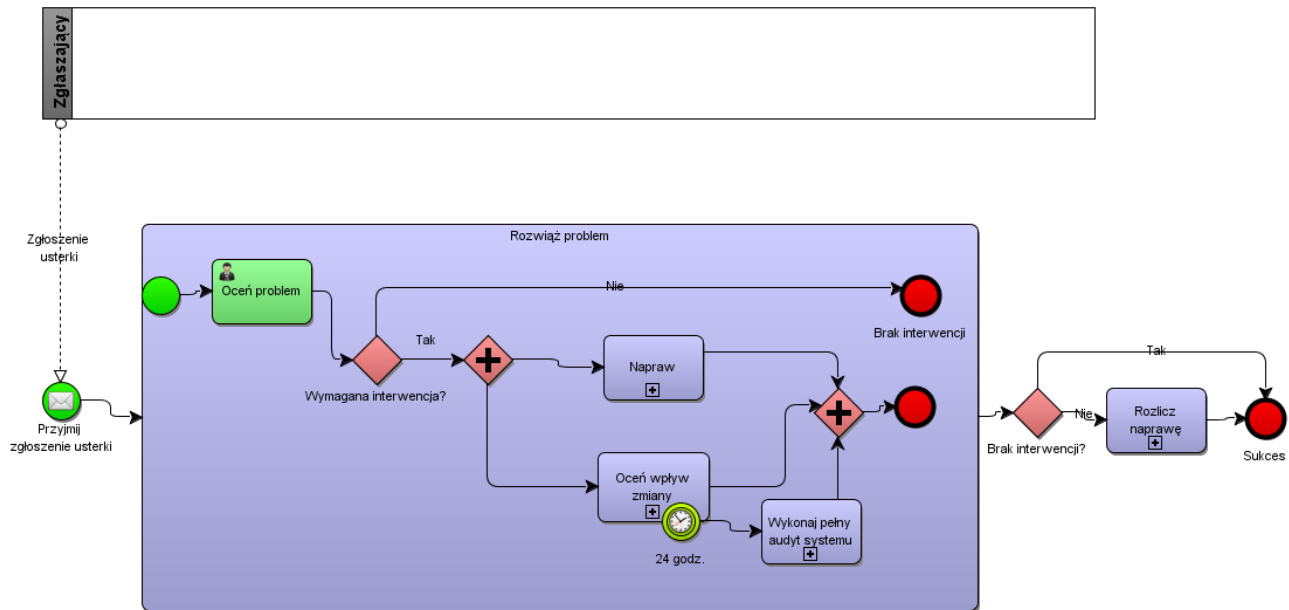 Zgłaszający
Zgłoszenie
usterki
Przyjmij
zgłoszenie usterki
Rozwiąż problem
Oceń problem
Nie
Brak interwencji
Tak
Wymagana interwencja?
Napraw
Oceń wpływ
zmiany
24 godz.
Wykonaj pełny
audyt systemu
Tak
Brak interwencji?
Nie
Rozlicz
naprawę
Sukces